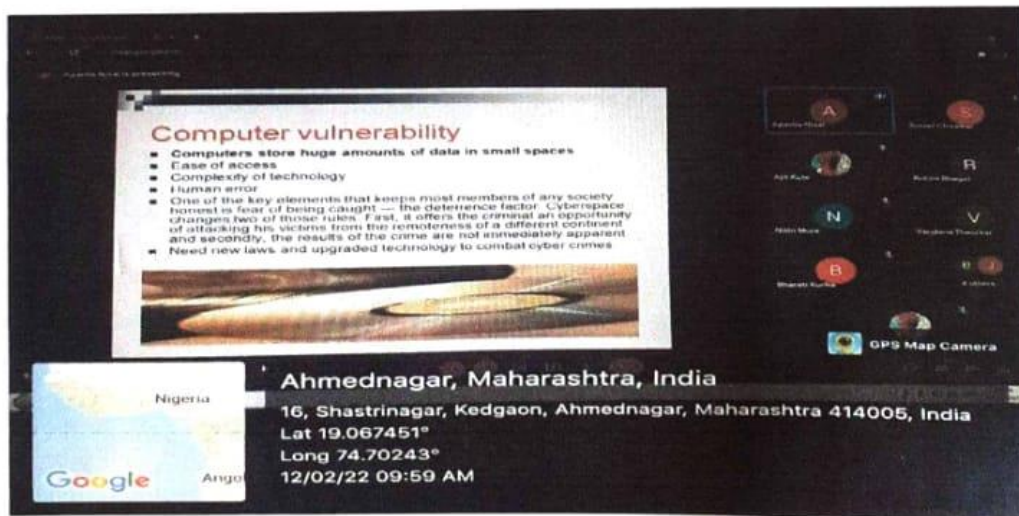 Computer vulnerability
Computers store huge amounts of data in small spaces
Ease of access
Complexity of technology
Human error
One of the key elements that keeps most members of any society
honest is fear of being caught — the deterrence factor. Cyberspace
changes two of those rules. First, it offers the criminal an opportunity
of attacking his victims from the remoteness of a different continent
and secondly, the results of the crime are not immediately apparent
Need new laws and upgraded technology to combat cyber crimes
A
S
R
N
V
B
J
GPS Map Camera
Nigeria
Google
Ahmednagar, Maharashtra, India
16, Shastrinagar, Kedgaon, Ahmednagar, Maharashtra 414005, India
Lat 19.067451°
Long 74.70243°
12/02/22 09:59 AM